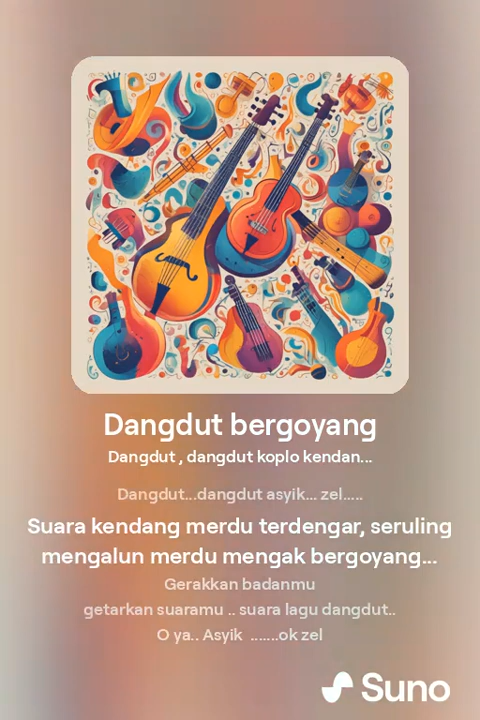 Dangdut bergoyang
Dangdut , dangdut koplo kendan...
Dangdut...dangdut asyik... zel.....
Suara kendang merdu terdengar, seruling
mengalun merdu mengak bergoyang...
Gerakkan badanmu
getarkan suaramu .. suara lagu dangdut..
O ya.. Asyik .......ok zel
Suno